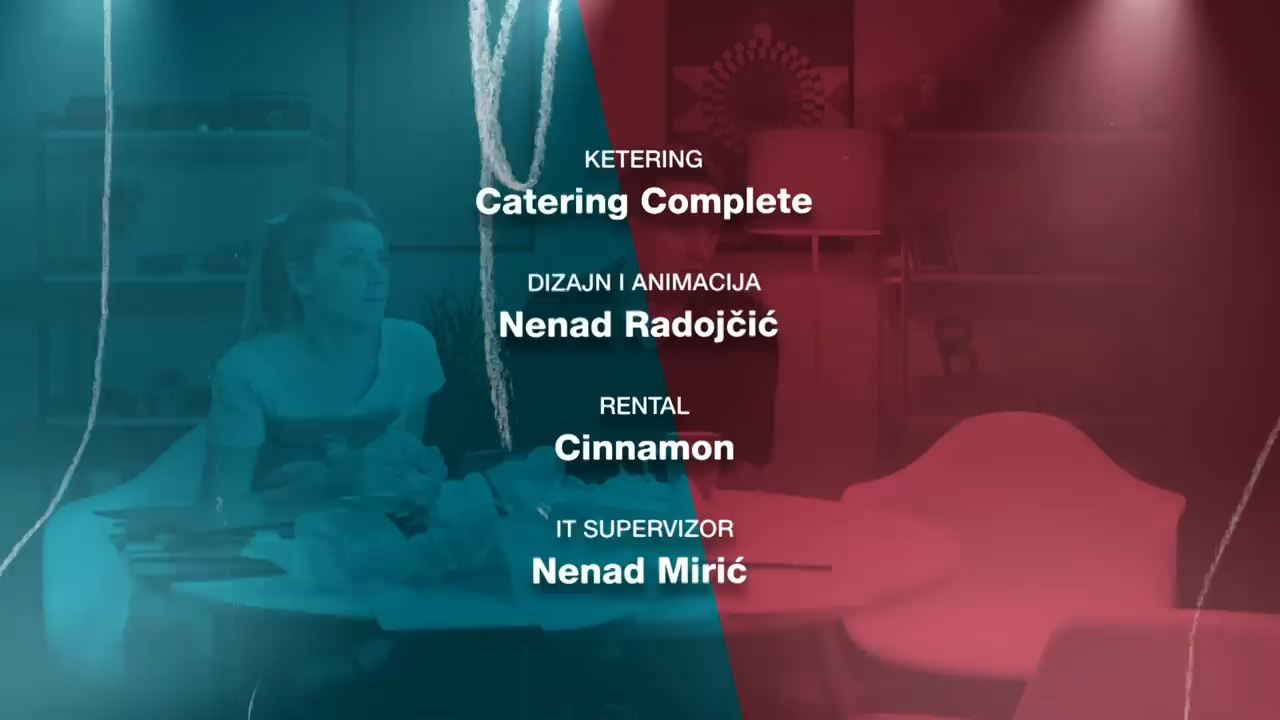 KETERING
Catering Complete
DIZAJN I ANIMACIJA
Nenad Radojčić
RENTAL
Cinnamon
IT SUPERVIZOR
Nenad Mirić
B